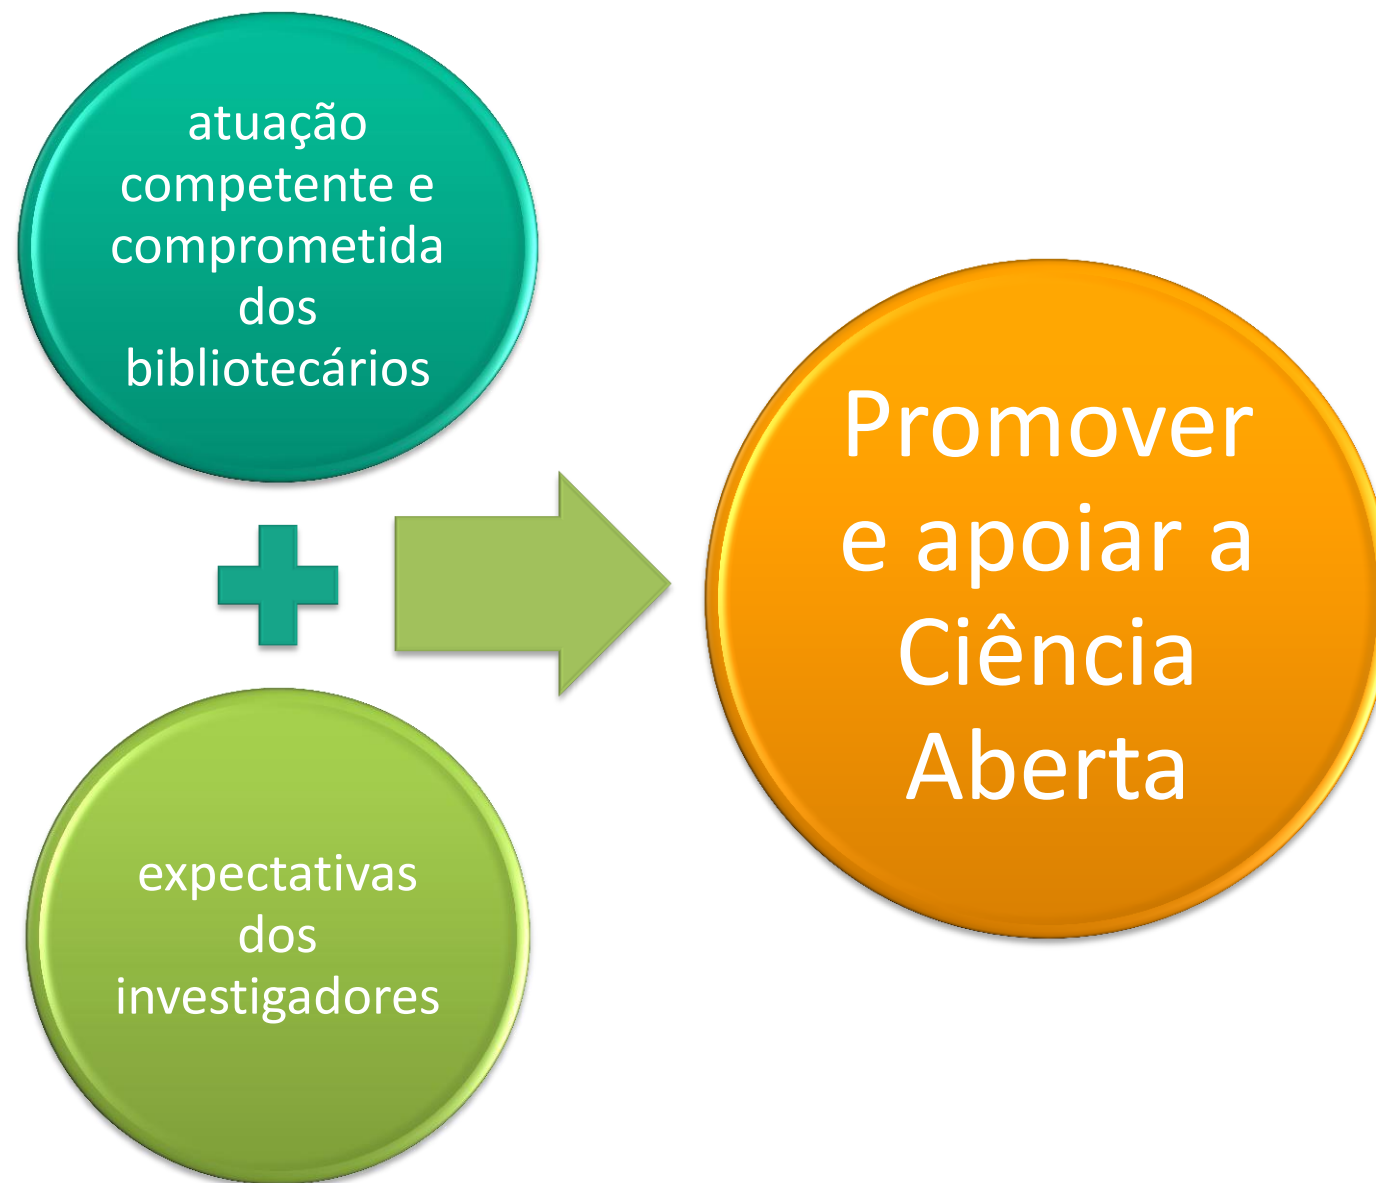 atuação
competente e
comprometida
dos
bibliotecários
expectativas
dos
investigadores
Promover
e apoiar a
Ciência
Aberta